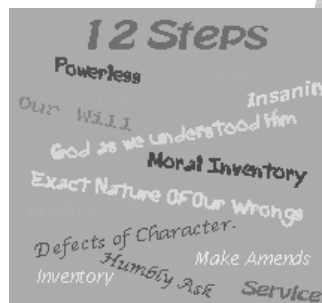 12 Steps
Powerless
Insanity
Our Will
God as we understood Him
Moral Inventory
Exact Nature Of Our Wrongs
Defects of Character.
Humbly Ask
Make Amends
Inventory
Service